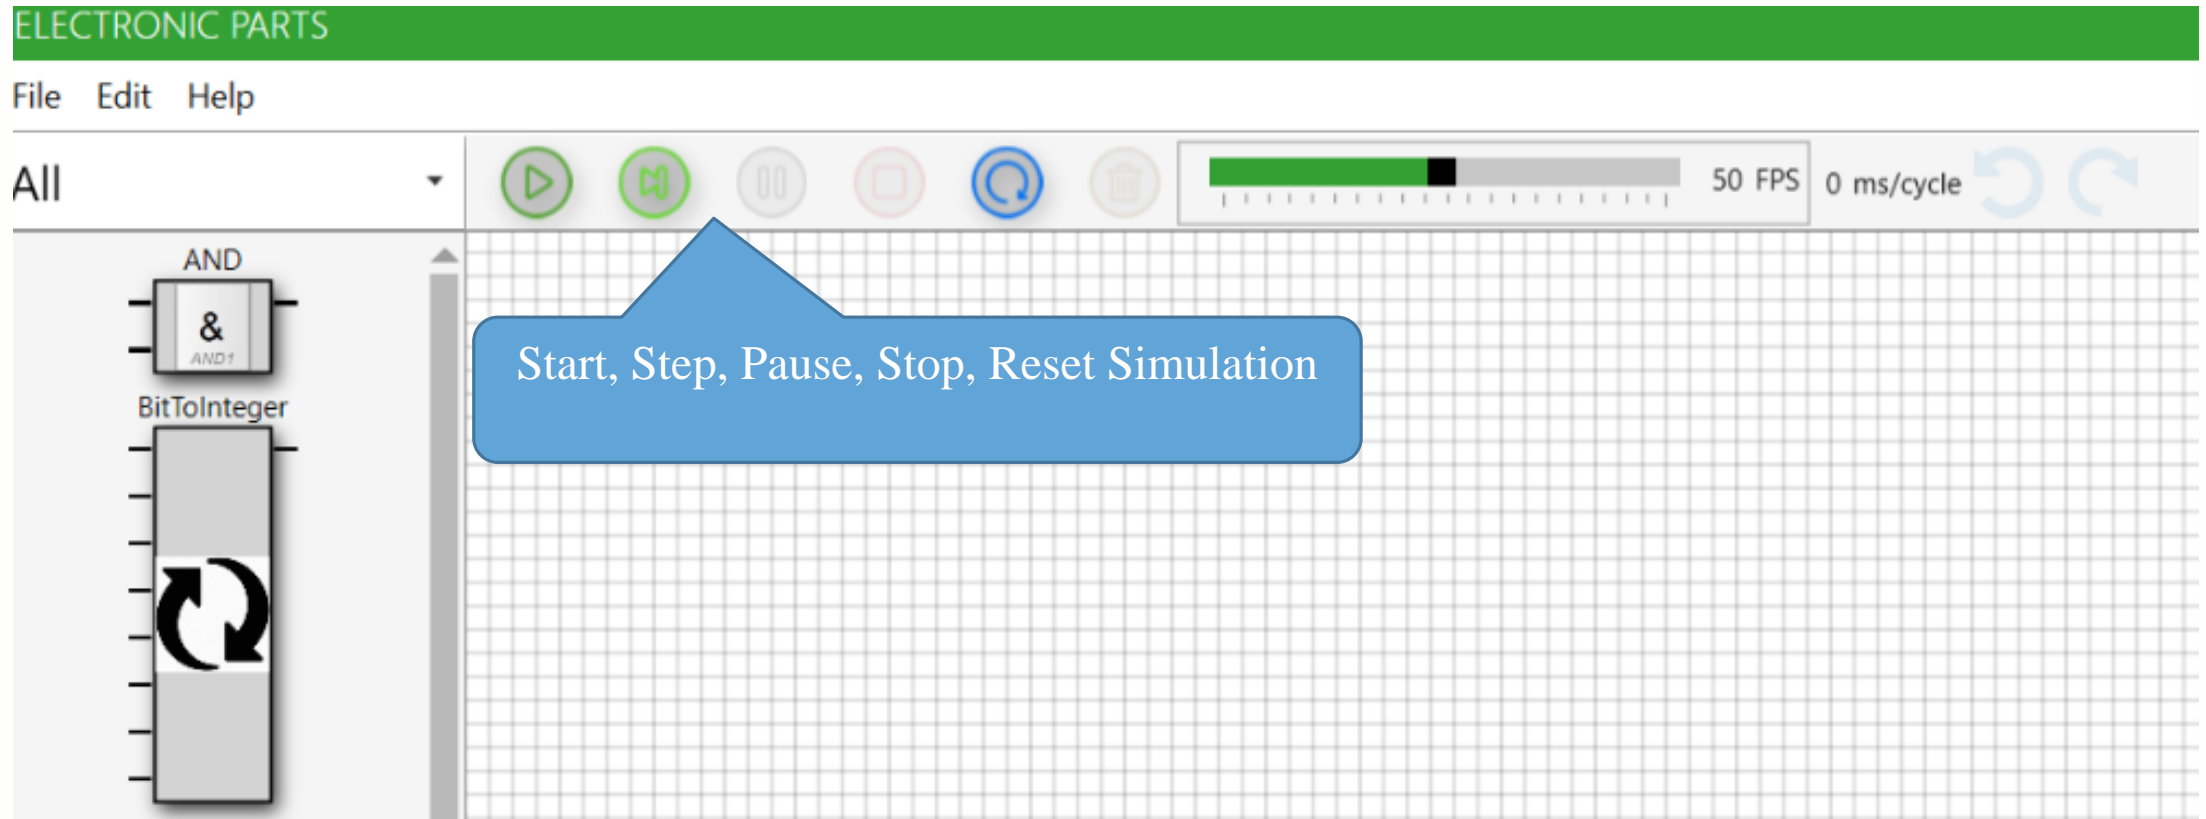 ELECTRONIC PARTS
File Edit Help
All
50 FPS
0 ms/cycle
AND
&
AND1
BitToInteger
Start, Step, Pause, Stop, Reset Simulation